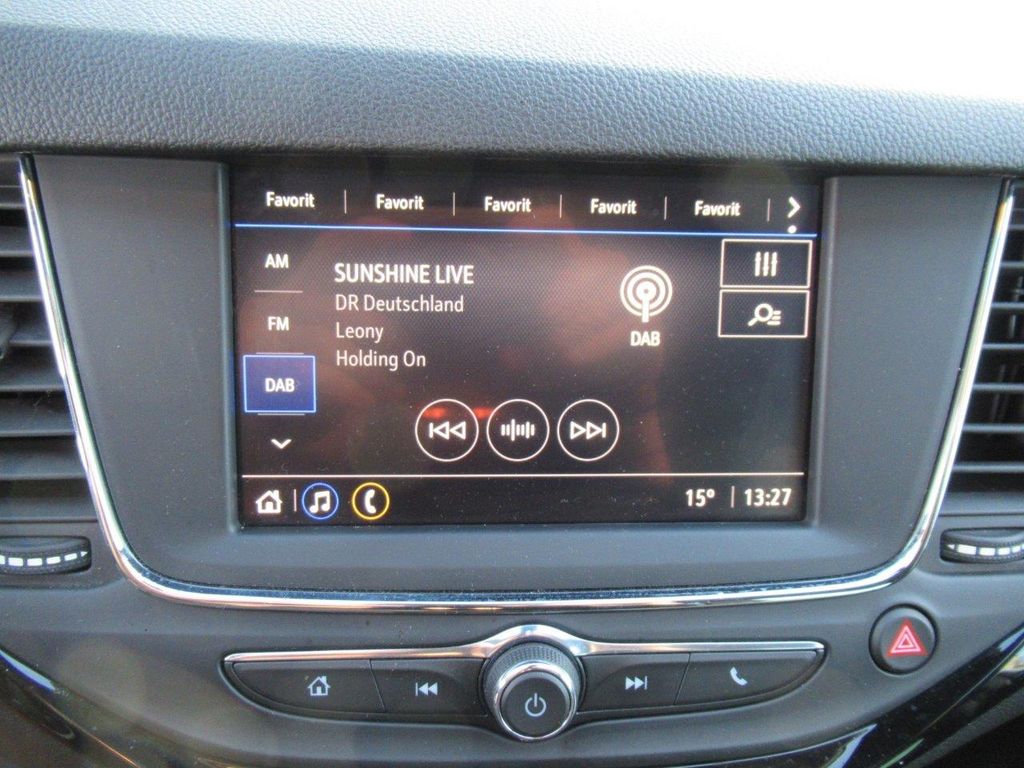 Favorit Favorit Favorit Favorit Favorit
AM
SUNSHINE LIVE
DR Deutschland
FM
Leony
DAB
Holding On
DAB
15° 13:27